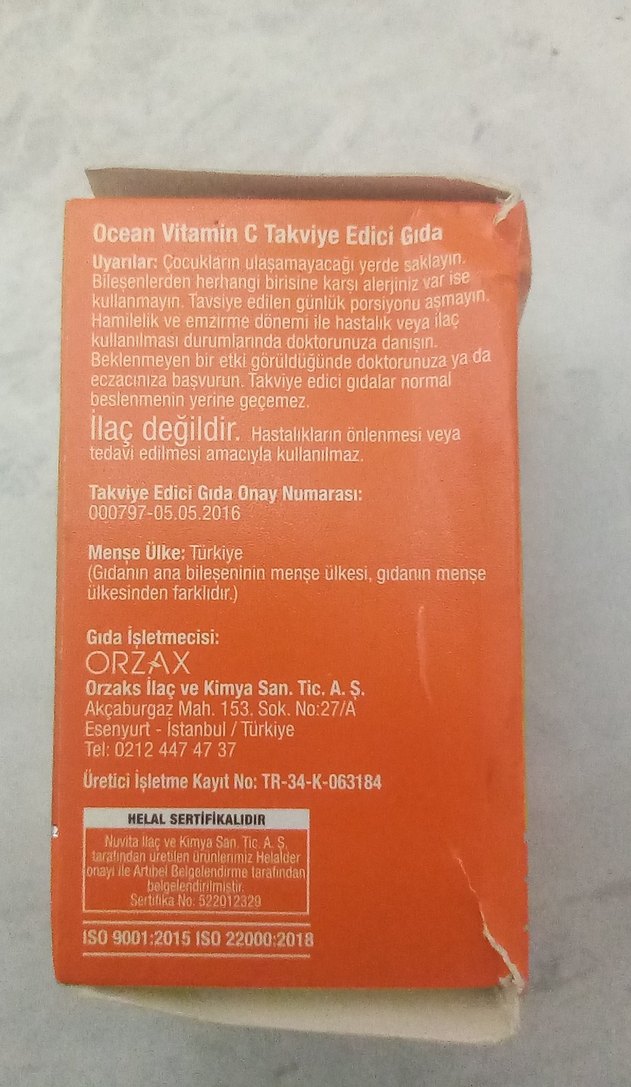 Ocean Vitamin C Takviye Edici Gıda
Uyarılar: Çocukların ulaşamayacağı yerde saklayın.
Bileşenlerden herhangi birisine karsı alerjiniz var ise
kullanmayın. Tavsiye edilen günlük porsiyonu aşmayın.
Hamilelik ve emzirme dönemi ile hastalık veya ilaç
kullanılması durumlarında doktorunuza danışın.
Beklenmeyen bir etki görüldüğünde doktorunuza ya da
eczacınıza başvurun. Takviye edici gıdalar normal
beslenmenin yerine geçemez.
İlaç değildir. Hastalıkların önlenmesi veya
tedavi edilmesi amacıyla kullanılmaz.
Takviye Edici Gıda Onay Numarası:
000797-05.05.2016
Menşe Ülke: Türkiye
(Gıdanın ana bileşeninin menşe ülkesi, gıdanın menşe
ülkesinden farklıdır.)
Gıda İşletmecisi:
ORZAX
Orzaks İlaç ve Kimya San. Tic. A. Ş.
Akçaburgaz Mah. 153. Sok. No:27/A
Esenyurt - İstanbul / Türkiye
Tel: 0212 447 47 37
Üretici İşletme Kayıt No: TR-34-K-063184
HELAL SERTİFİKALIDIR
Nuvita İlaç ve Kimya San. Tic. A. Ş.
tarafından üretilen ürünlerimiz Helalder
onayı ile Artıbel Belgelendirme tarafından
belgelendirilmiştir.
Sertifika No: 522012329
ISO 9001:2015 ISO 22000:2018